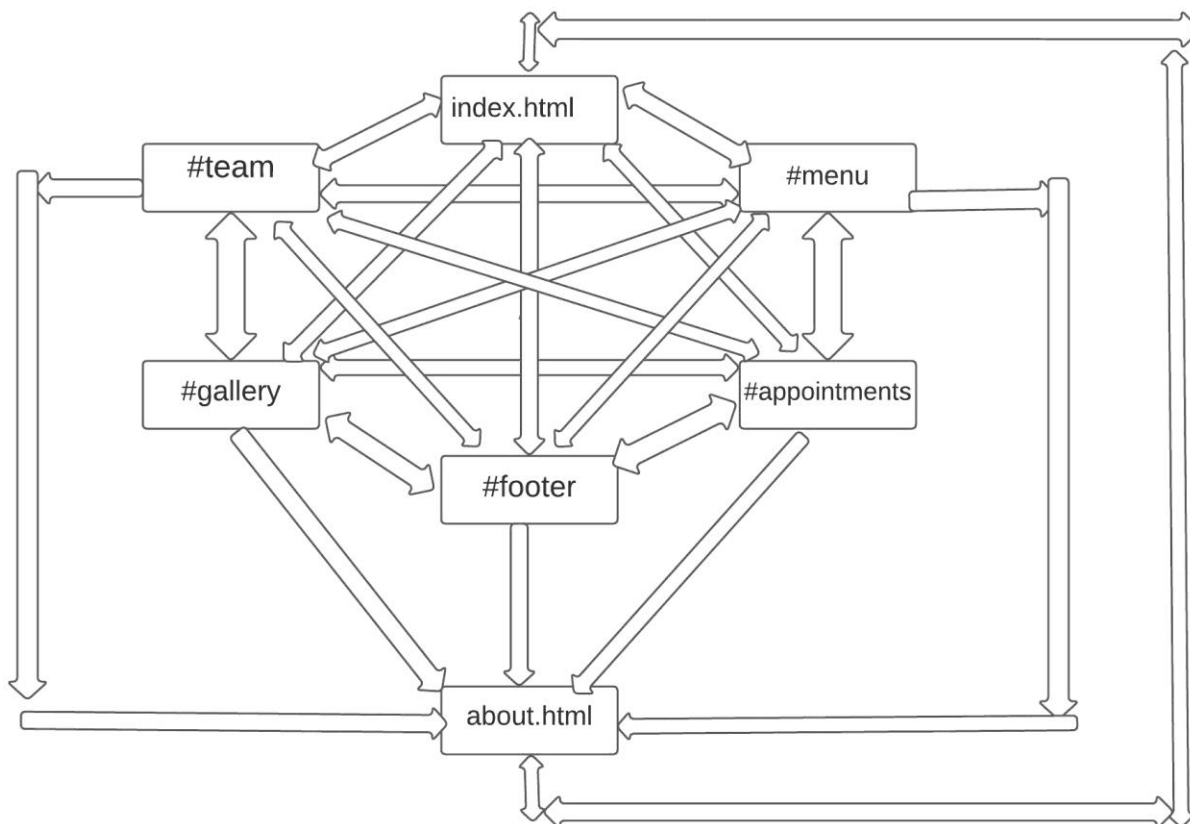 index.html
#team
#menu
#gallery
#appointments
#footer
about.html